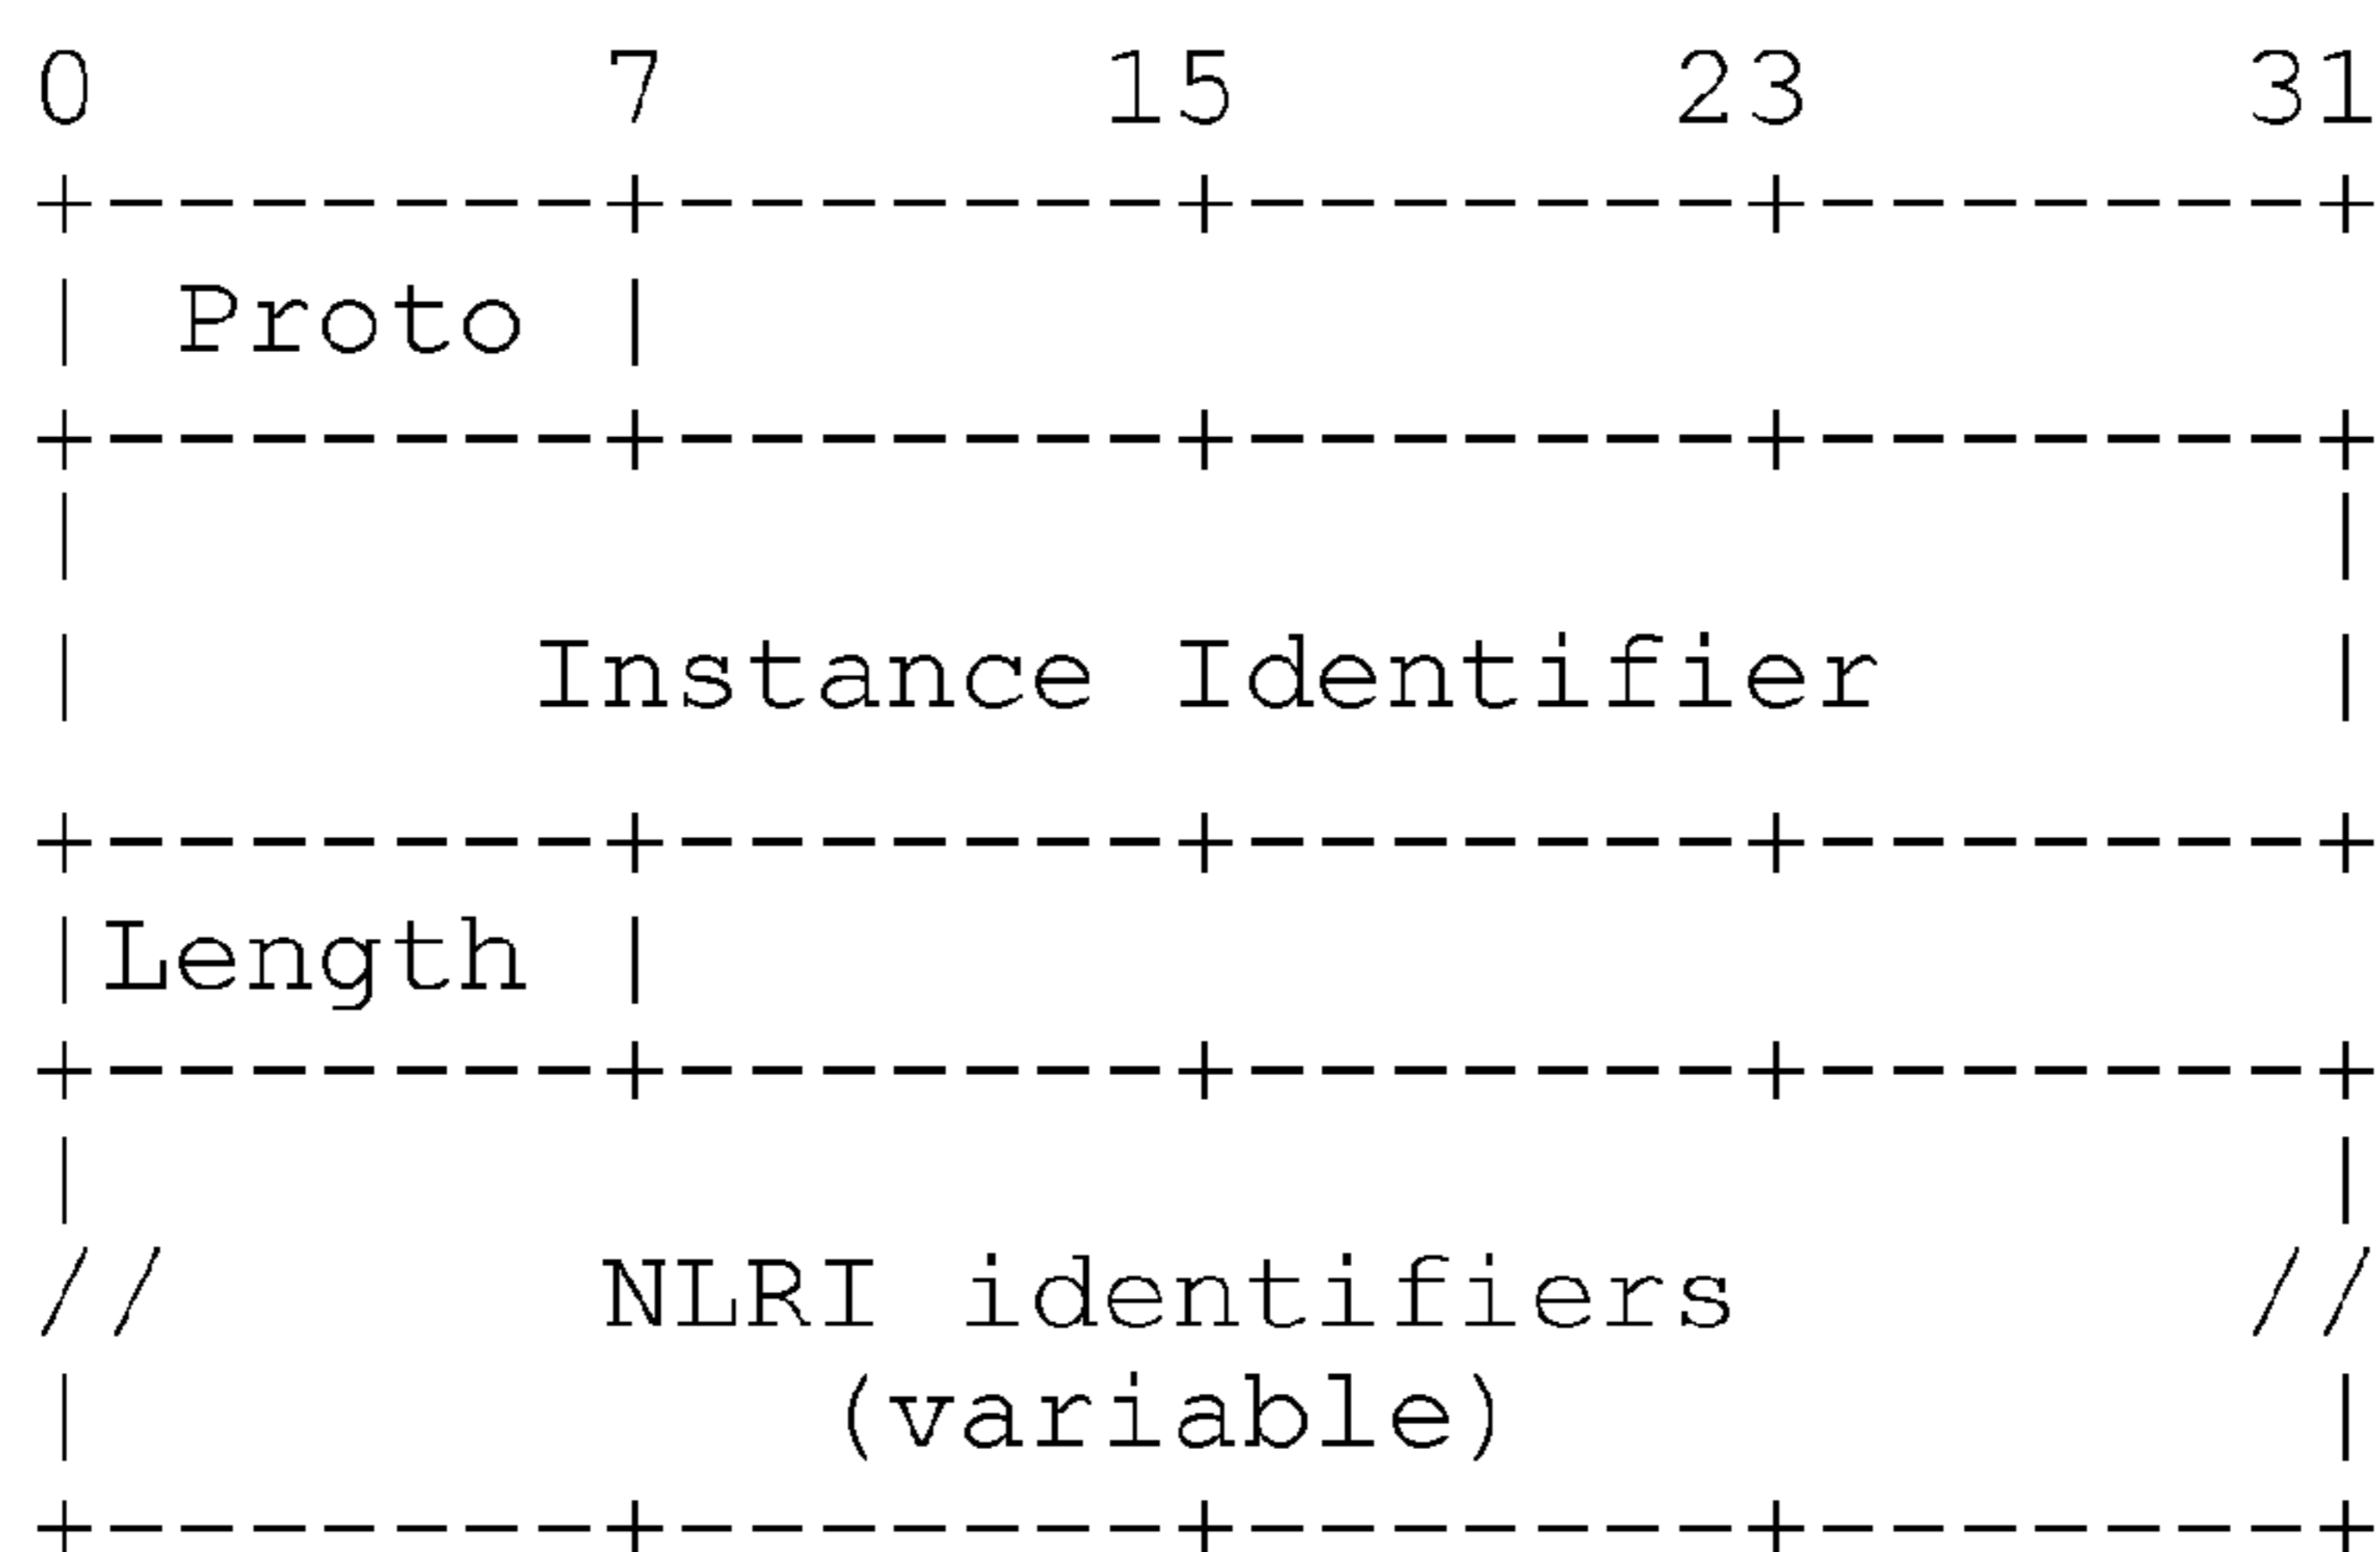 0       7      15      23      31
+-------+-------+-------+-------+
| Proto |
+-------+-------+-------+-------+
|                               |
|      Instance Identifier      |
+-------+-------+-------+-------+
|Length |
+-------+-------+-------+-------+
|                               |
//      NLRI identifiers       //
|          (variable)           |
+-------+-------+-------+-------+